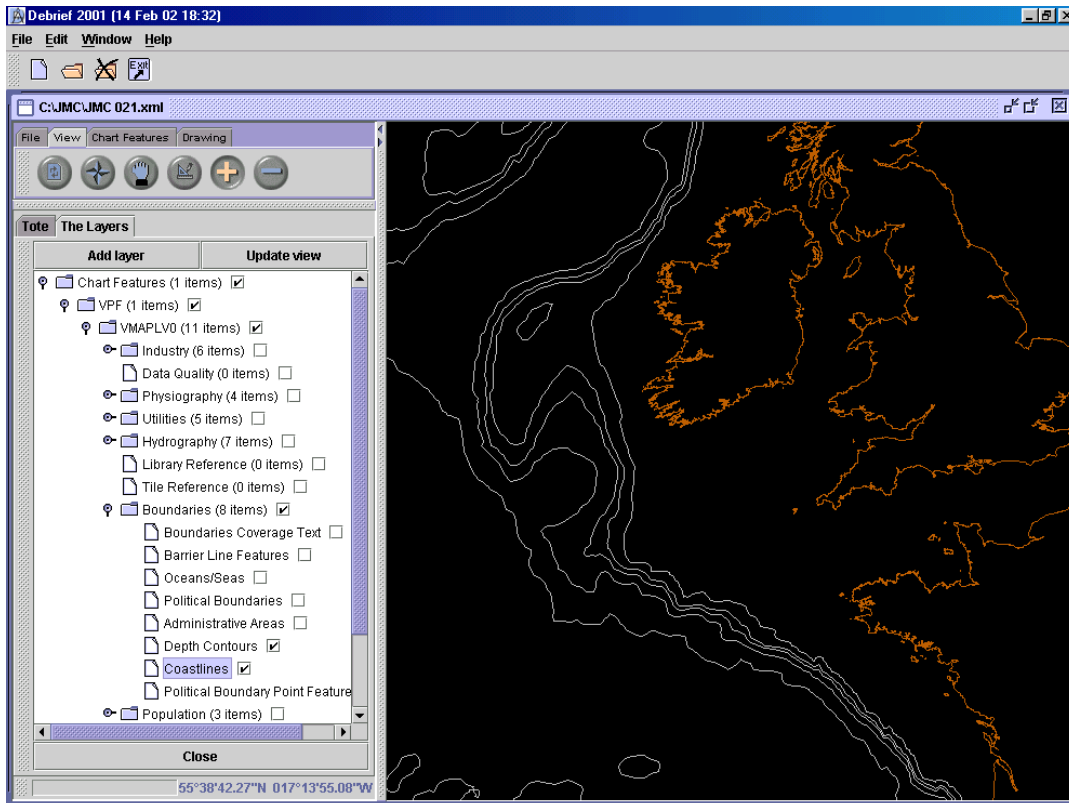 Debrief 2001 (14 Feb 02 18:32)
File Edit Window Help
Exit
C:\JMC\JMC 021.xml
File View Chart Features Drawing
Tote The Layers
Add layer Update view
Chart Features (1 items)
VPF (1 items)
VMAPLV0 (11 items)
Industry (6 items)
Data Quality (0 items)
Physiography (4 items)
Utilities (5 items)
Hydrography (7 items)
Library Reference (0 items)
Tile Reference (0 items)
Boundaries (8 items)
Boundaries Coverage Text
Barrier Line Features
Oceans/Seas
Political Boundaries
Administrative Areas
Depth Contours
Coastlines
Political Boundary Point Feature
Population (3 items)
Close
55°38'42.27"N 017°13'55.08"W